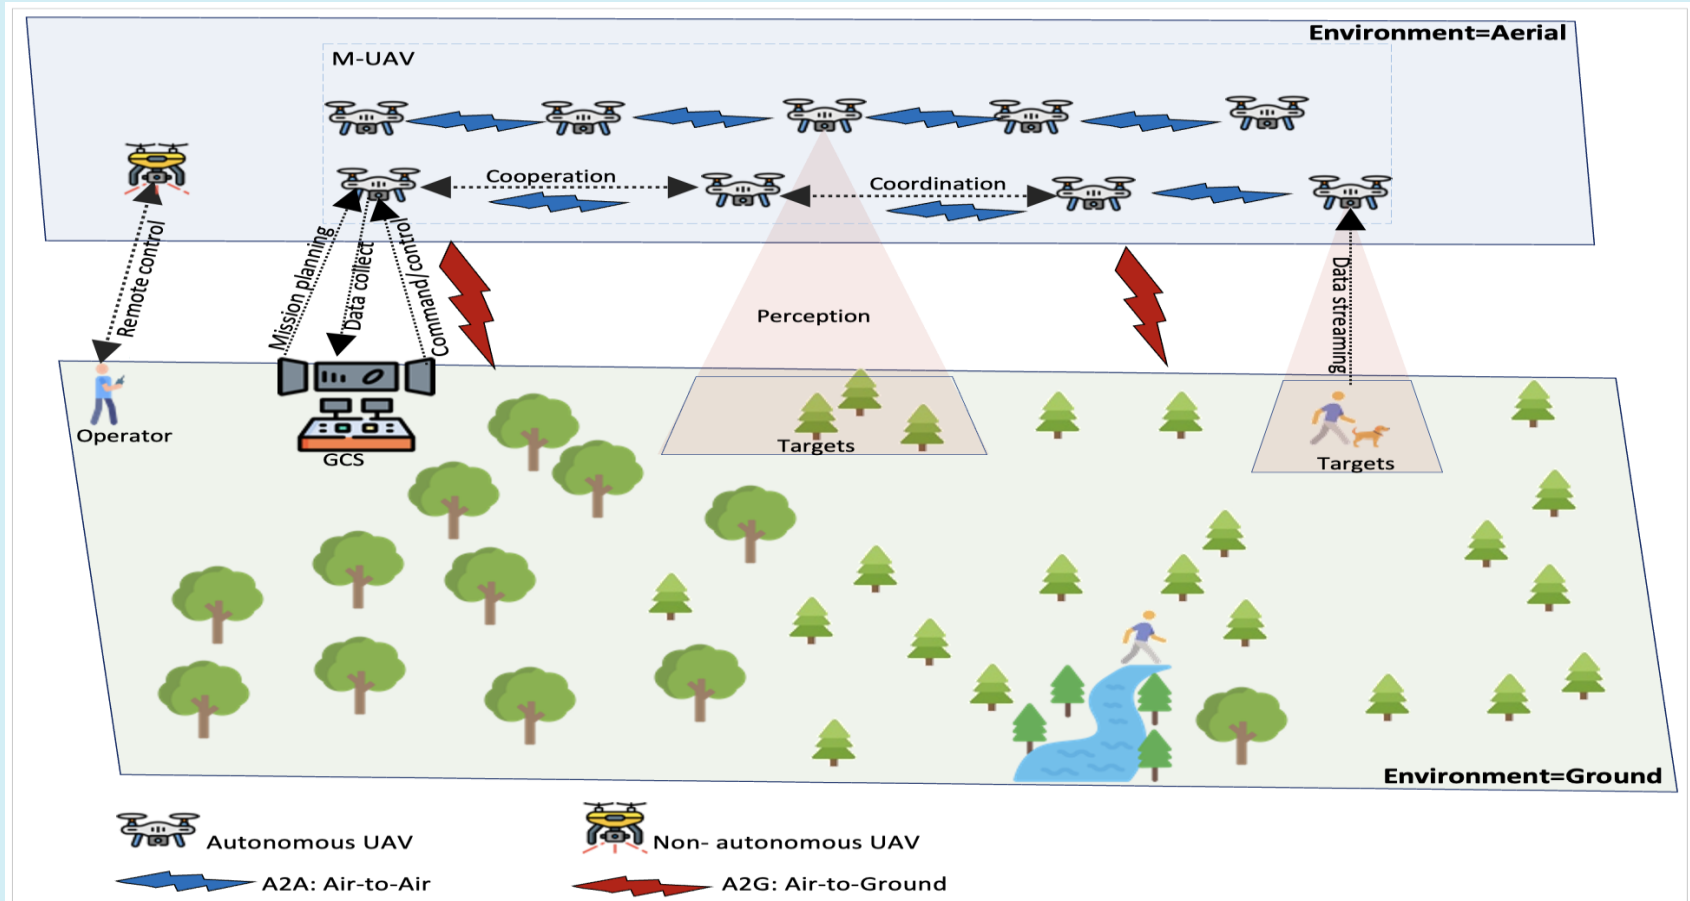 Environment=Aerial
M-UAV
Cooperation
Coordination
Remote control
Mission planning
Data collect
Command/control
Perception
Data streaming
Operator
GCS
Targets
Targets
Environment=Ground
Autonomous UAV
Non- autonomous UAV
A2A: Air-to-Air
A2G: Air-to-Ground